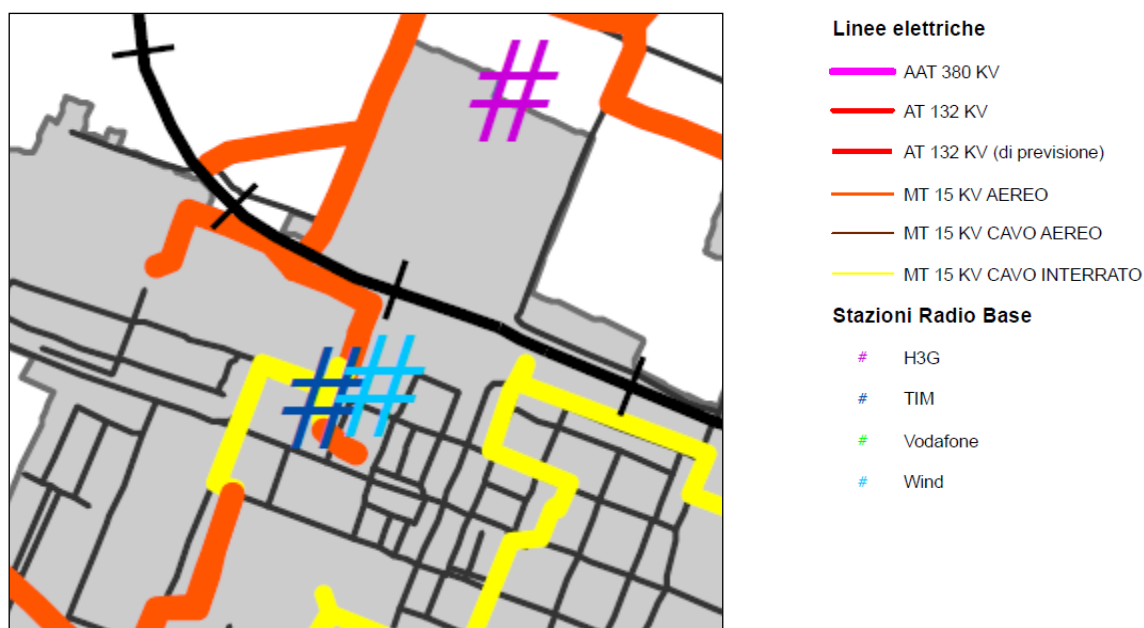 Linee elettriche
AAT 380 KV
AT 132 KV
AT 132 KV (di previsione)
MT 15 KV AEREO
MT 15 KV CAVO AEREO
MT 15 KV CAVO INTERRATO
Stazioni Radio Base
# H3G
# TIM
# Vodafone
# Wind